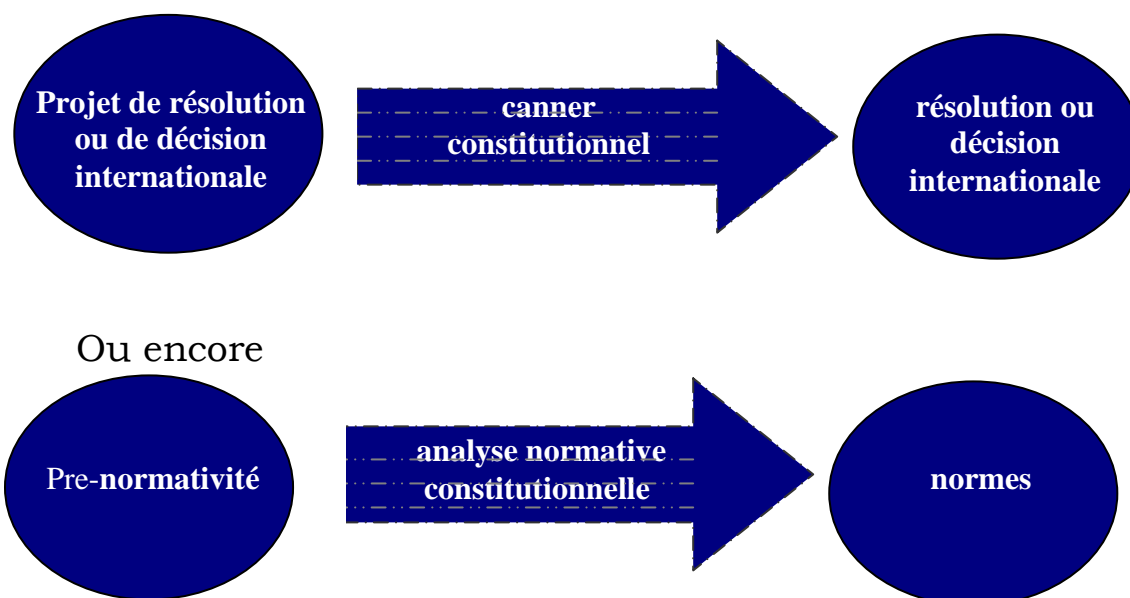 Projet de résolution
ou de décision
internationale
canner
constitutionnel
résolution ou
décision
internationale
Ou encore
Pre-normativité
analyse normative
constitutionnelle
normes